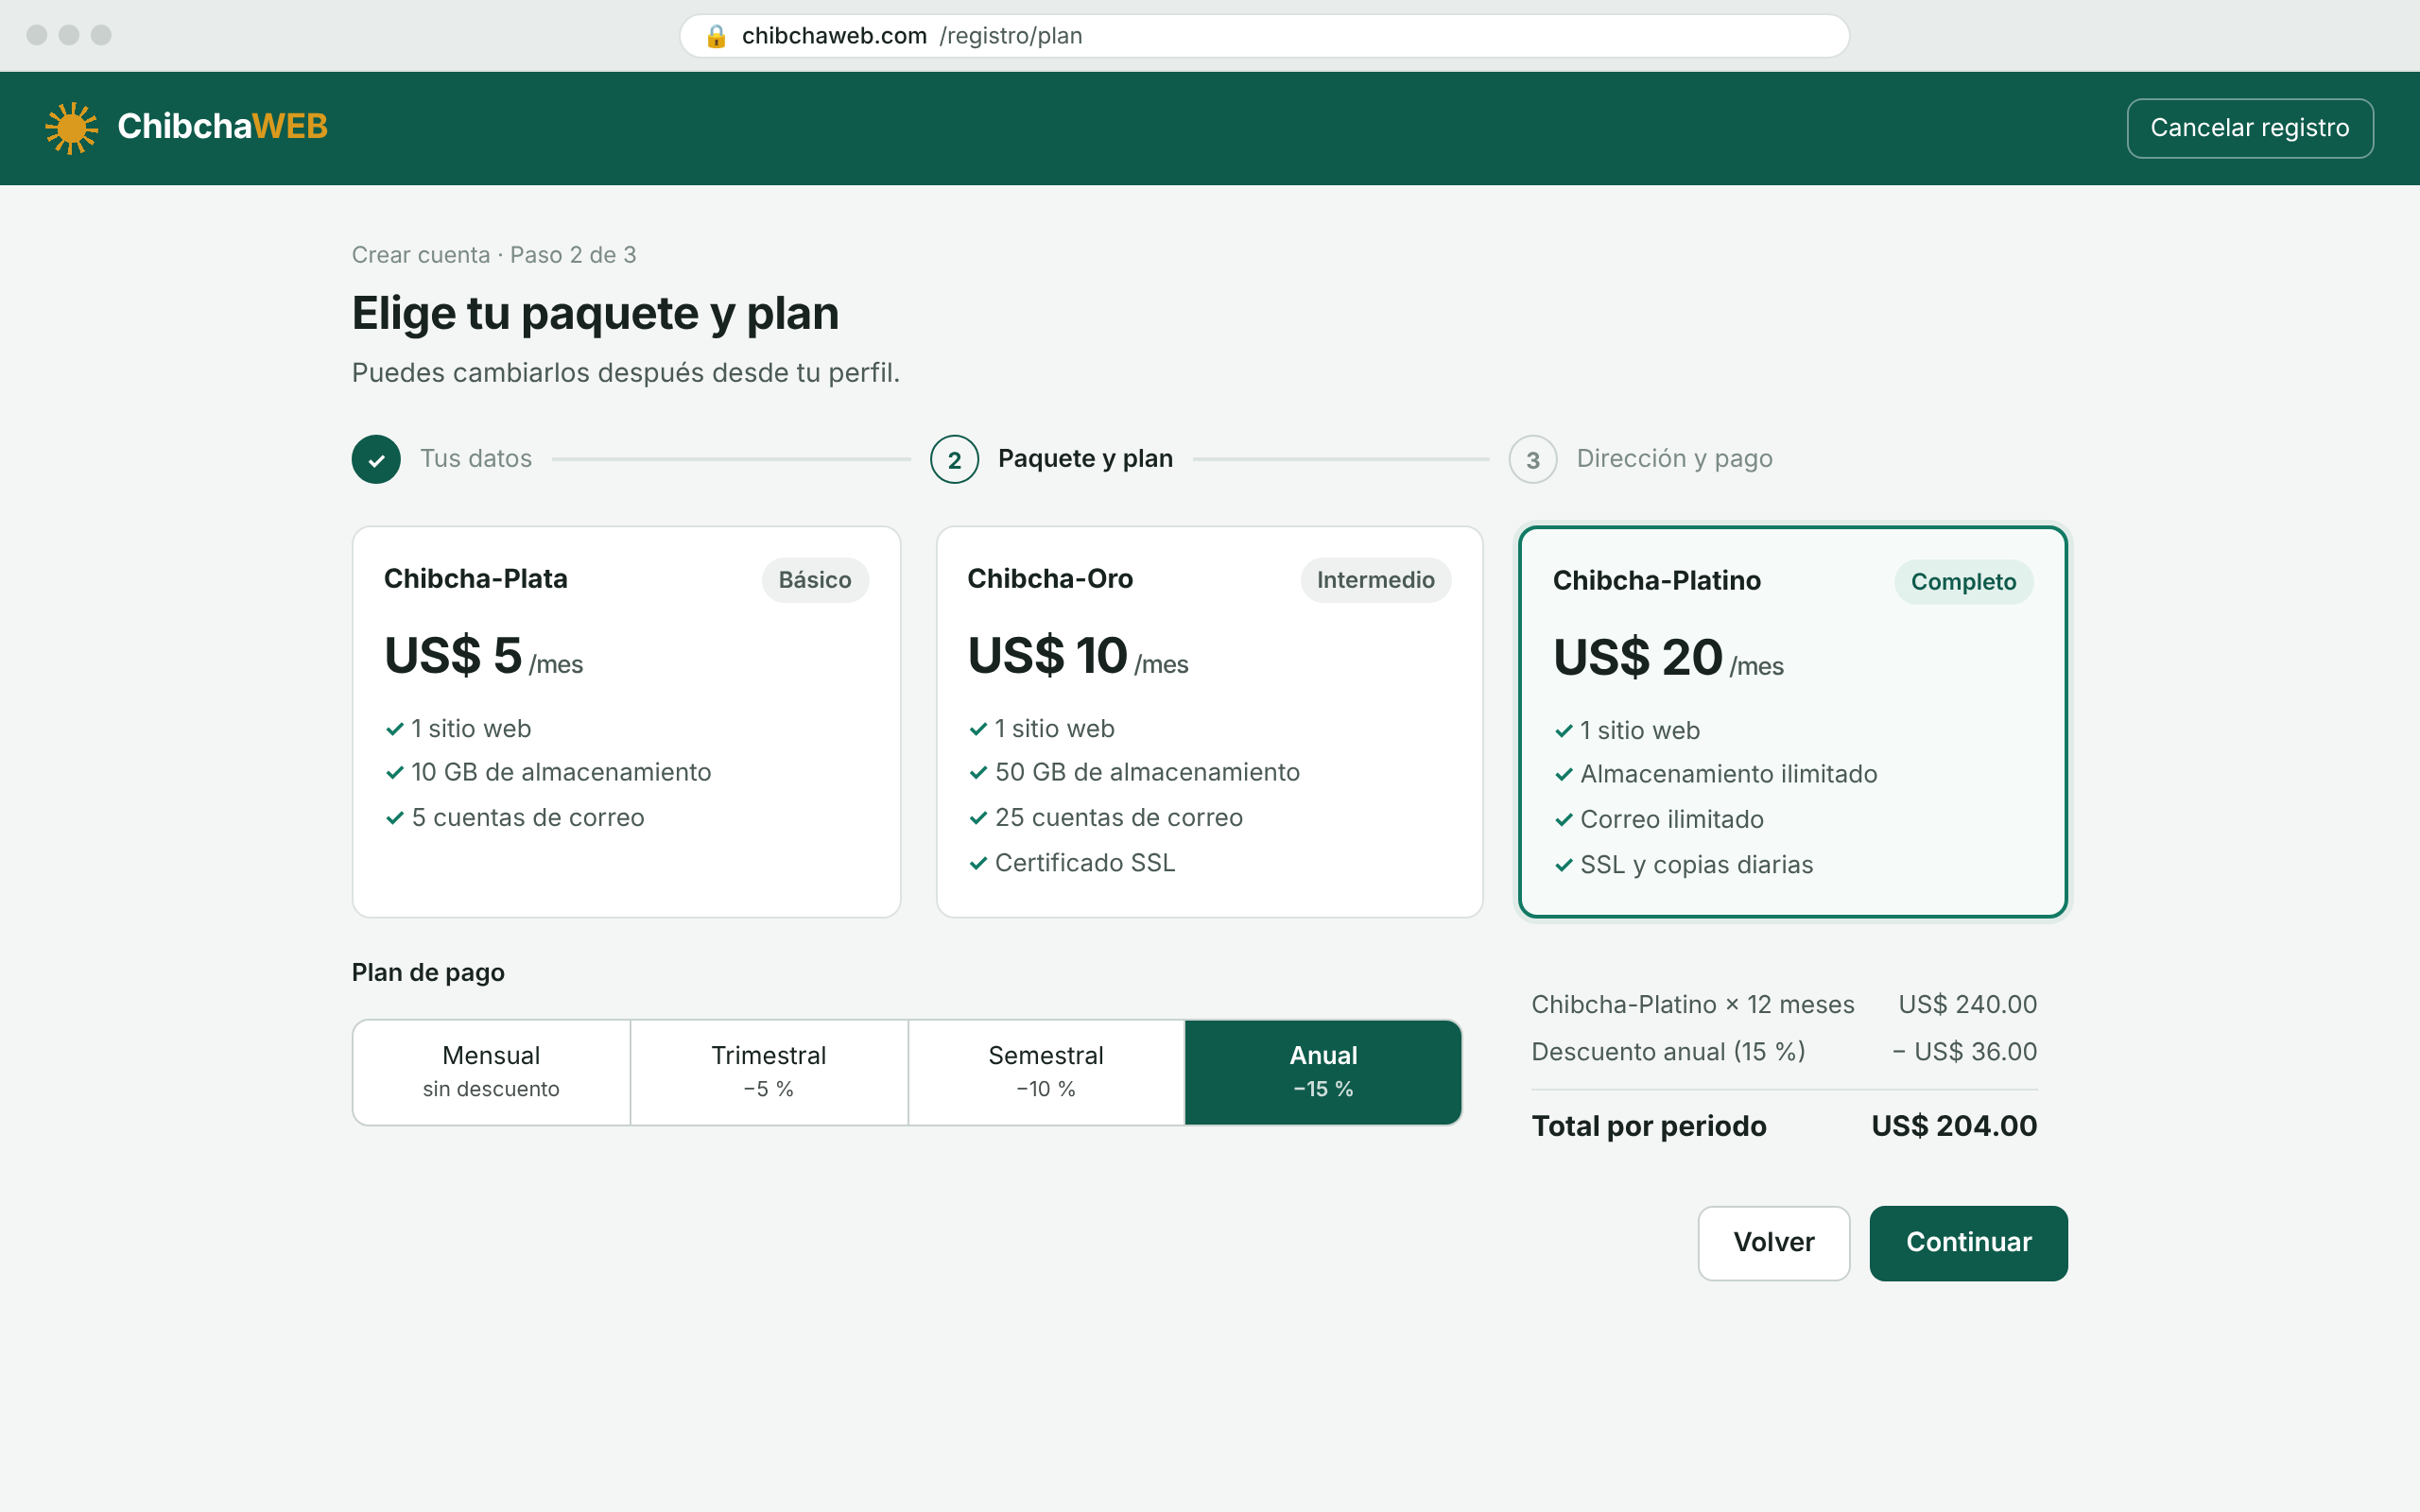 chibchaweb.com /registro/plan
ChibchaWEB
Cancelar registro
Crear cuenta · Paso 2 de 3
Elige tu paquete y plan
Puedes cambiarlos después desde tu perfil.
Tus datos
2 Paquete y plan
3 Dirección y pago
Chibcha-Plata
Básico
US$ 5 /mes
1 sitio web
10 GB de almacenamiento
5 cuentas de correo
Chibcha-Oro
Intermedio
US$ 10 /mes
1 sitio web
50 GB de almacenamiento
25 cuentas de correo
Certificado SSL
Chibcha-Platino
Completo
US$ 20 /mes
1 sitio web
Almacenamiento ilimitado
Correo ilimitado
SSL y copias diarias
Plan de pago
Mensual
sin descuento
Trimestral
−5 %
Semestral
−10 %
Anual
−15 %
Chibcha-Platino × 12 meses US$ 240.00
Descuento anual (15 %) − US$ 36.00
Total por periodo US$ 204.00
Volver
Continuar